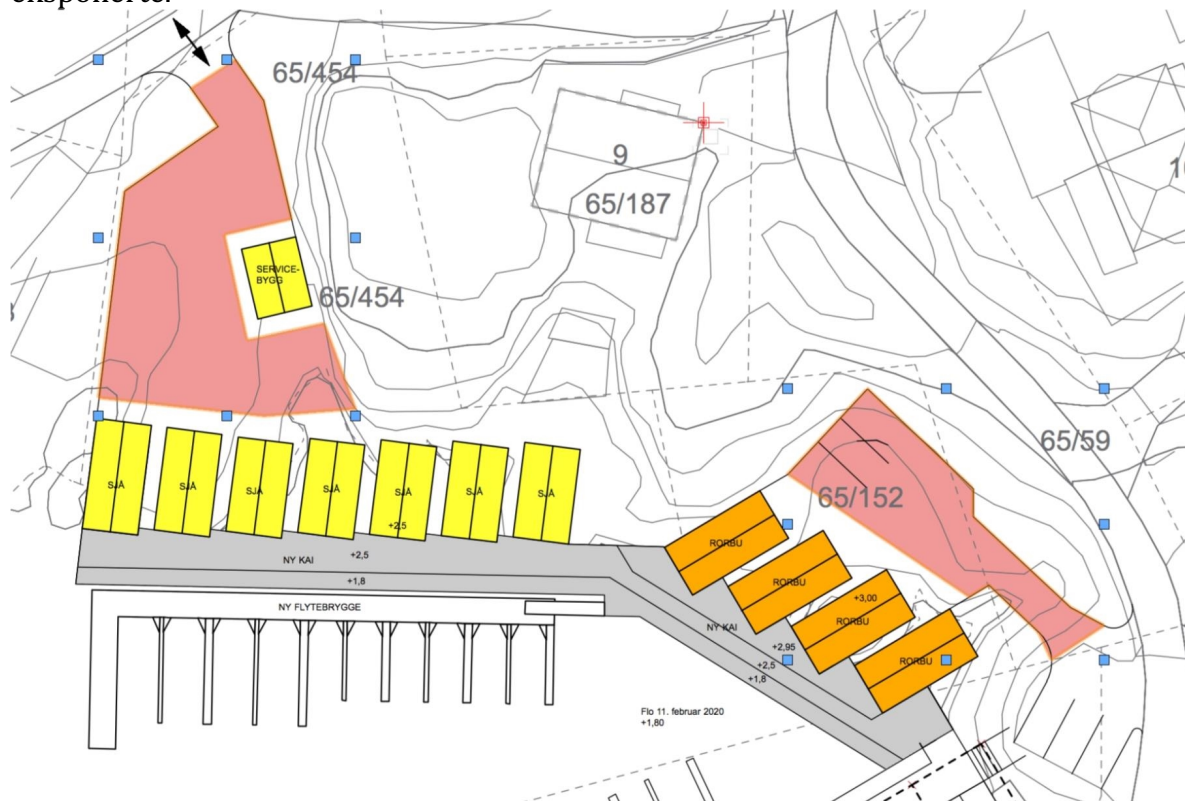 eksponerte.
65/454
9
65/187
SERVICE-
BYGG
65/454
65/59
SJÅ
SJÅ
SJÅ
SJÅ
SJÅ
SJÅ
SJÅ
65/152
+2,5
NY KAI
+2,5
+1,8
RORBU
RORBU
+3,00
RORBU
RORBU
NY FLYTEBRYGGE
NY KAI
+2,95
+2,5
+1,8
Flo 11. februar 2020
+1,80